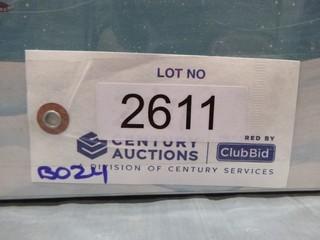 LOT NO
2611
CENTURY RED BY
AUCTIONS ClubBid
B024 DIVISION OF CENTURY SERVICES